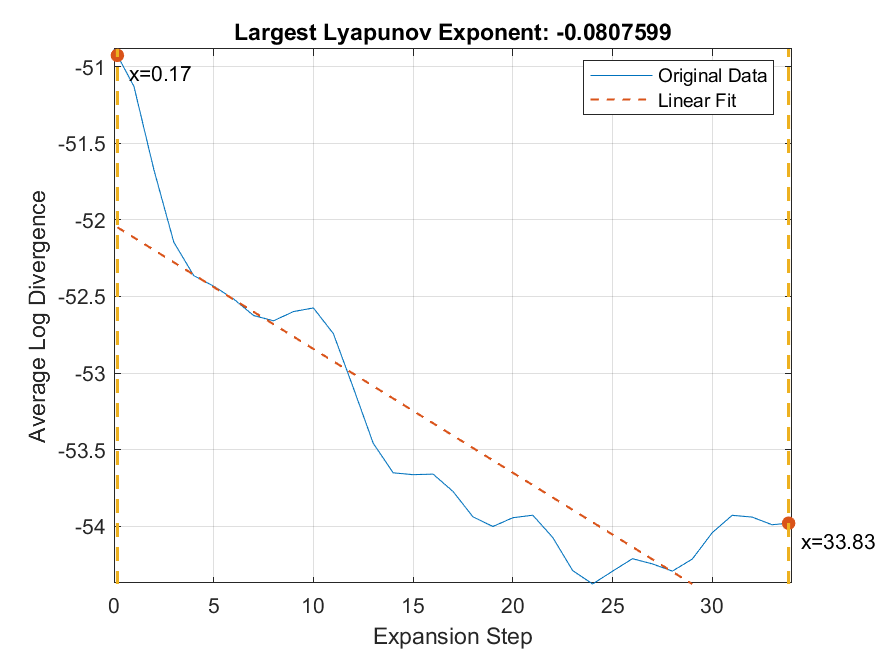 Largest Lyapunov Exponent: -0.0807599
Original Data
Linear Fit
x=0.17
x=33.83
-51
-51.5
-52
-52.5
-53
-53.5
-54
Average Log Divergence
0 5 10 15 20 25 30
Expansion Step